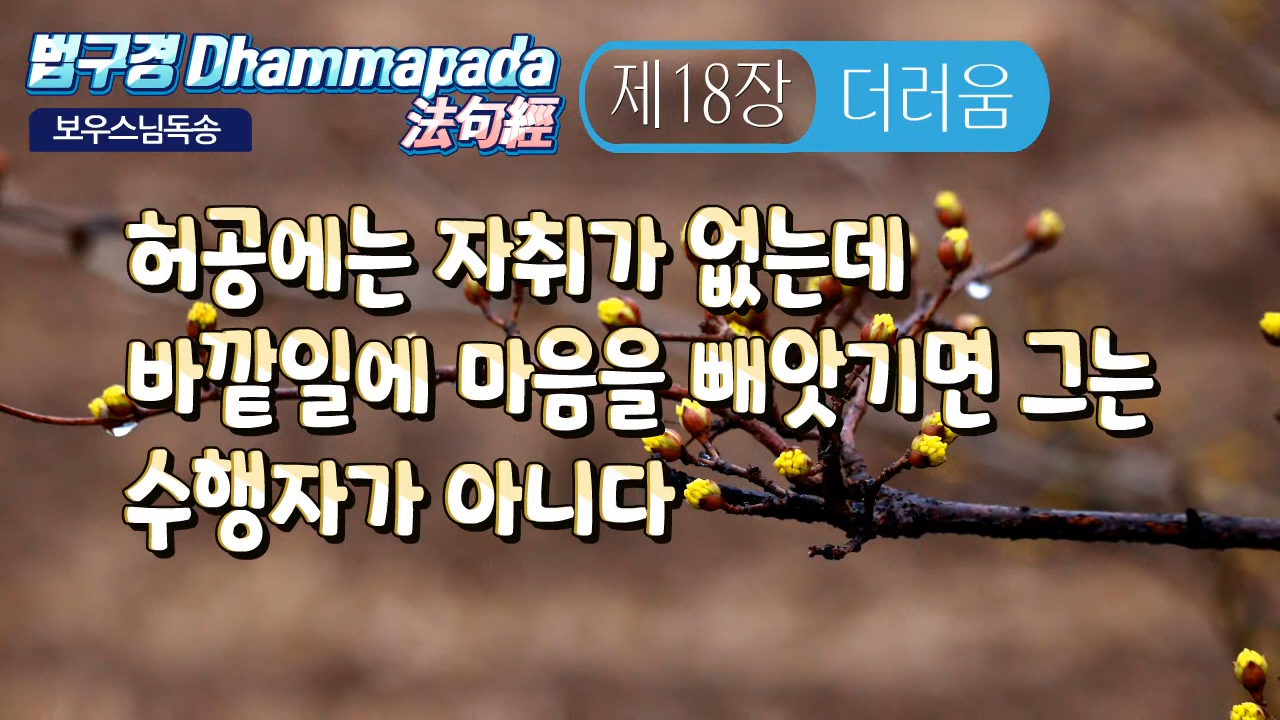 법구경 Dhammapada
法句經
보우스님독송
제18장 더러움
허공에는 자취가 없는데
바깥일에 마음을 빼앗기면 그는
수행자가 아니다